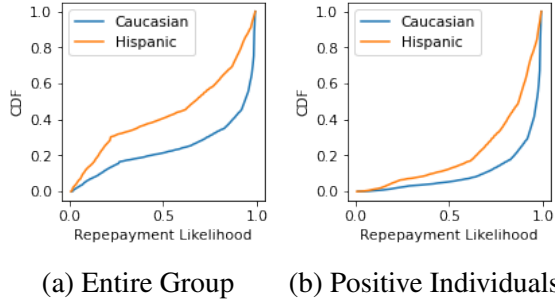 1.0
0.8
0.6
0.4
0.2
0.0
CDF
Caucasian
Hispanic
0.0 0.5 1.0
Repepayment Likelihood
(a) Entire Group
1.0
0.8
0.6
0.4
0.2
0.0
CDF
Caucasian
Hispanic
0.0 0.5 1.0
Repepayment Likelihood
(b) Positive Individuals